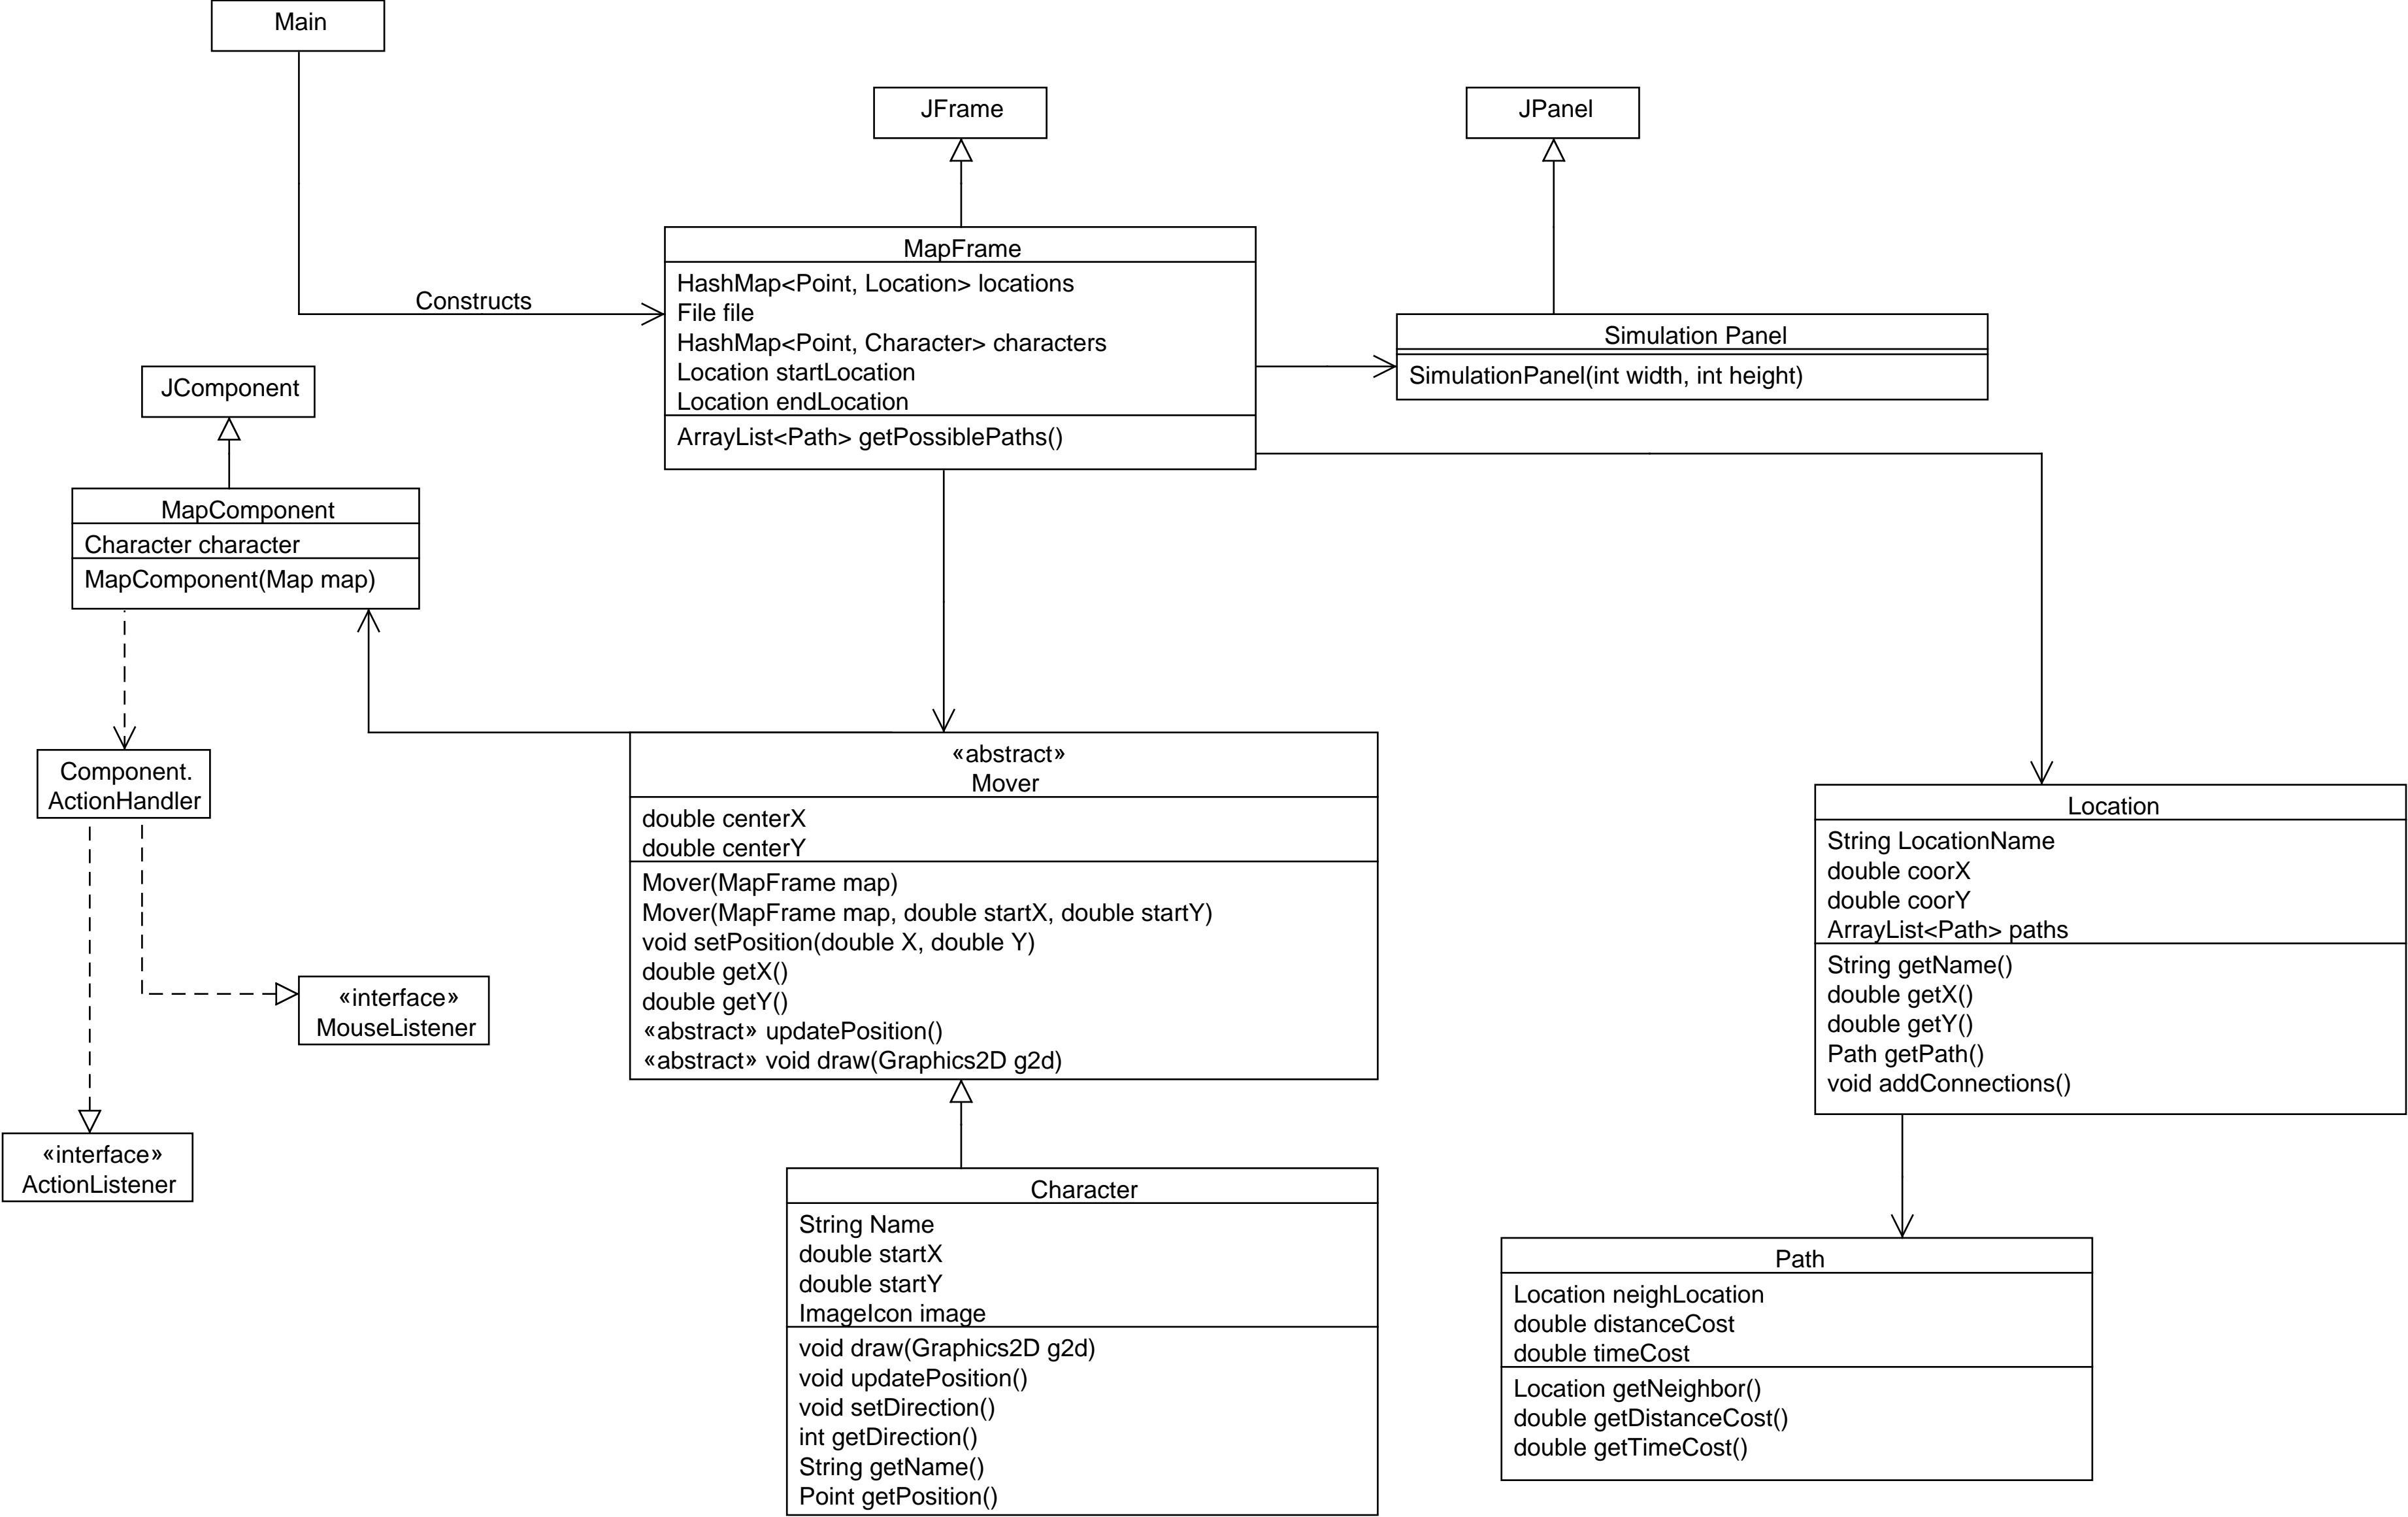 Main
JFrame
JPanel
MapFrame
HashMap<Point, Location> locations
File file
HashMap<Point, Character> characters
Location startLocation
Location endLocation
ArrayList<Path> getPossiblePaths()
Constructs
Simulation Panel
SimulationPanel(int width, int height)
JComponent
MapComponent
Character character
MapComponent(Map map)
Component.
ActionHandler
«abstract»
Mover
double centerX
double centerY
Mover(MapFrame map)
Mover(MapFrame map, double startX, double startY)
void setPosition(double X, double Y)
double getX()
double getY()
«abstract» updatePosition()
«abstract» void draw(Graphics2D g2d)
Location
String LocationName
double coorX
double coorY
ArrayList<Path> paths
String getName()
double getX()
double getY()
Path getPath()
void addConnections()
«interface»
MouseListener
«interface»
ActionListener
Character
String Name
double startX
double startY
ImageIcon image
void draw(Graphics2D g2d)
void updatePosition()
void setDirection()
int getDirection()
String getName()
Point getPosition()
Path
Location neighLocation
double distanceCost
double timeCost
Location getNeighbor()
double getDistanceCost()
double getTimeCost()